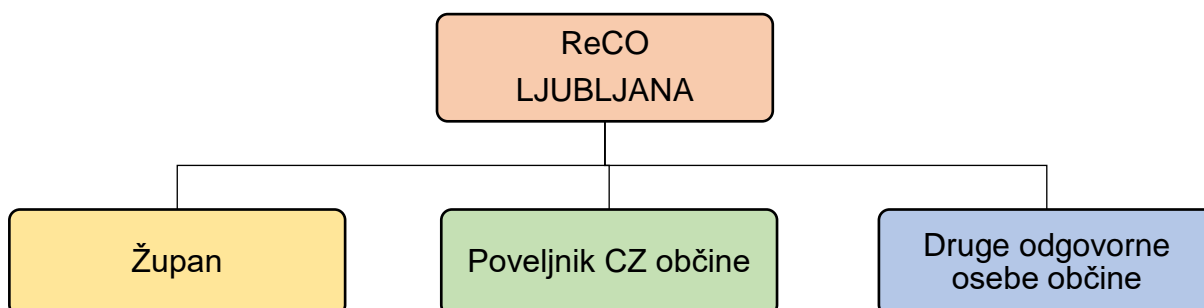 ReCO
LJUBLJANA
Župan
Poveljnik CZ občine
Druge odgovorne
osebe občine